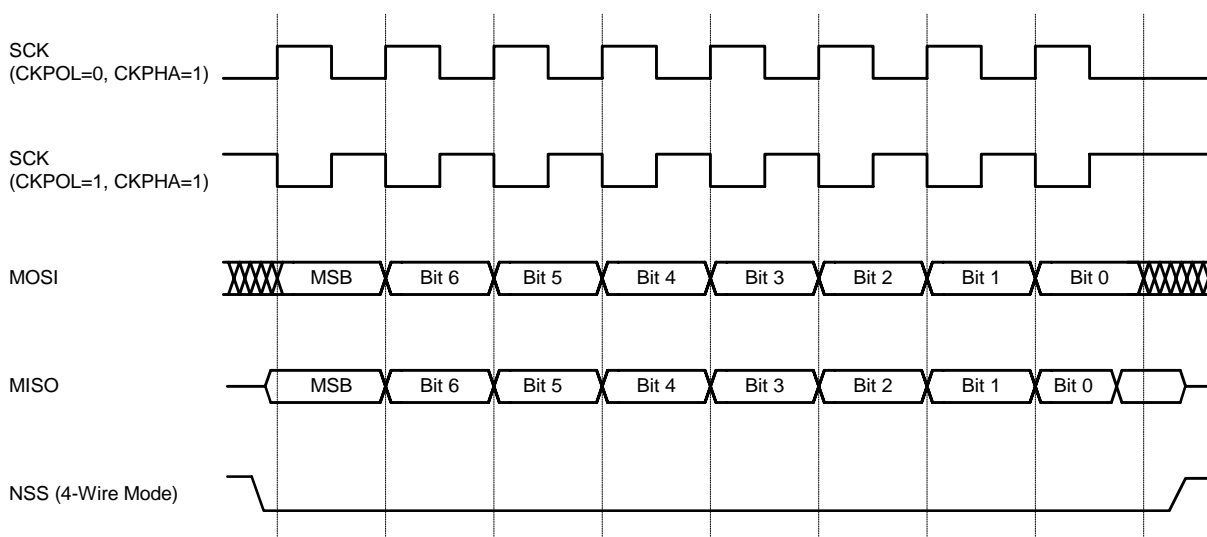 SCK
(CKPOL=0, CKPHA=1)
SCK
(CKPOL=1, CKPHA=1)
MOSI
MSB Bit 6 Bit 5 Bit 4 Bit 3 Bit 2 Bit 1 Bit 0
MISO
MSB Bit 6 Bit 5 Bit 4 Bit 3 Bit 2 Bit 1 Bit 0
NSS (4-Wire Mode)